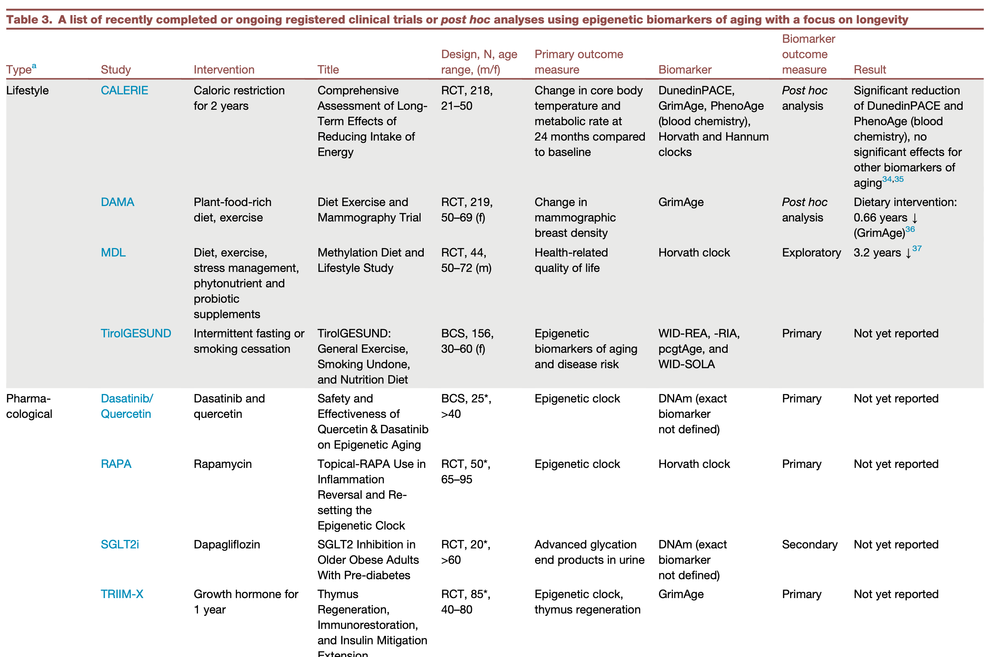 Table 3. A list of recently completed or ongoing registered clinical trials or post hoc analyses using epigenetic biomarkers of aging with a focus on longevity
Typea
Study
Intervention
Title
Design, N, age
range, (m/f)
Primary outcome
measure
Biomarker
Biomarker
outcome
measure
Result
Lifestyle
CALERIE
Caloric restriction
for 2 years
Comprehensive
Assessment of Long-
Term Effects of
Reducing Intake of
Energy
RCT, 218,
21–50
Change in core body
temperature and
metabolic rate at
24 months compared
to baseline
DunedinPACE,
GrimAge, PhenoAge
(blood chemistry),
Horvath and Hannum
clocks
Post hoc
analysis
Significant reduction
of DunedinPACE and
PhenoAge (blood
chemistry), no
significant effects for
other biomarkers of
aging34,35
DAMA
Plant-food-rich
diet, exercise
Diet Exercise and
Mammography Trial
RCT, 219,
50–69 (f)
Change in
mammographic
breast density
GrimAge
Post hoc
analysis
Dietary intervention:
0.66 years ↓
(GrimAge)36
MDL
Diet, exercise,
stress management,
phytonutrient and
probiotic
supplements
Methylation Diet and
Lifestyle Study
RCT, 44,
50–72 (m)
Health-related
quality of life
Horvath clock
Exploratory
3.2 years ↓37
TirolGESUND
Intermittent fasting or
smoking cessation
TirolGESUND:
General Exercise,
Smoking Undone,
and Nutrition Diet
BCS, 156,
30–60 (f)
Epigenetic
biomarkers of aging
and disease risk
WID-REA, -RIA,
pcgtAge, and
WID-SOLA
Primary
Not yet reported
Pharma-
cological
Dasatinib/
Quercetin
Dasatinib and
quercetin
Safety and
Effectiveness of
Quercetin & Dasatinib
on Epigenetic Aging
BCS, 25*,
>40
Epigenetic clock
DNAm (exact
biomarker
not defined)
Primary
Not yet reported
RAPA
Rapamycin
Topical-RAPA Use in
Inflammation
Reversal and Re-
setting the
Epigenetic Clock
RCT, 50*,
65–95
Epigenetic clock
Horvath clock
Primary
Not yet reported
SGLT2i
Dapagliflozin
SGLT2 Inhibition in
Older Obese Adults
With Pre-diabetes
RCT, 20*,
>60
Advanced glycation
end products in urine
DNAm (exact
biomarker
not defined)
Secondary
Not yet reported
TRIIM-X
Growth hormone for
1 year
Thymus
Regeneration,
Immunorestoration,
and Insulin Mitigation
Extension
RCT, 85*,
40–80
Epigenetic clock,
thymus regeneration
GrimAge
Primary
Not yet reported